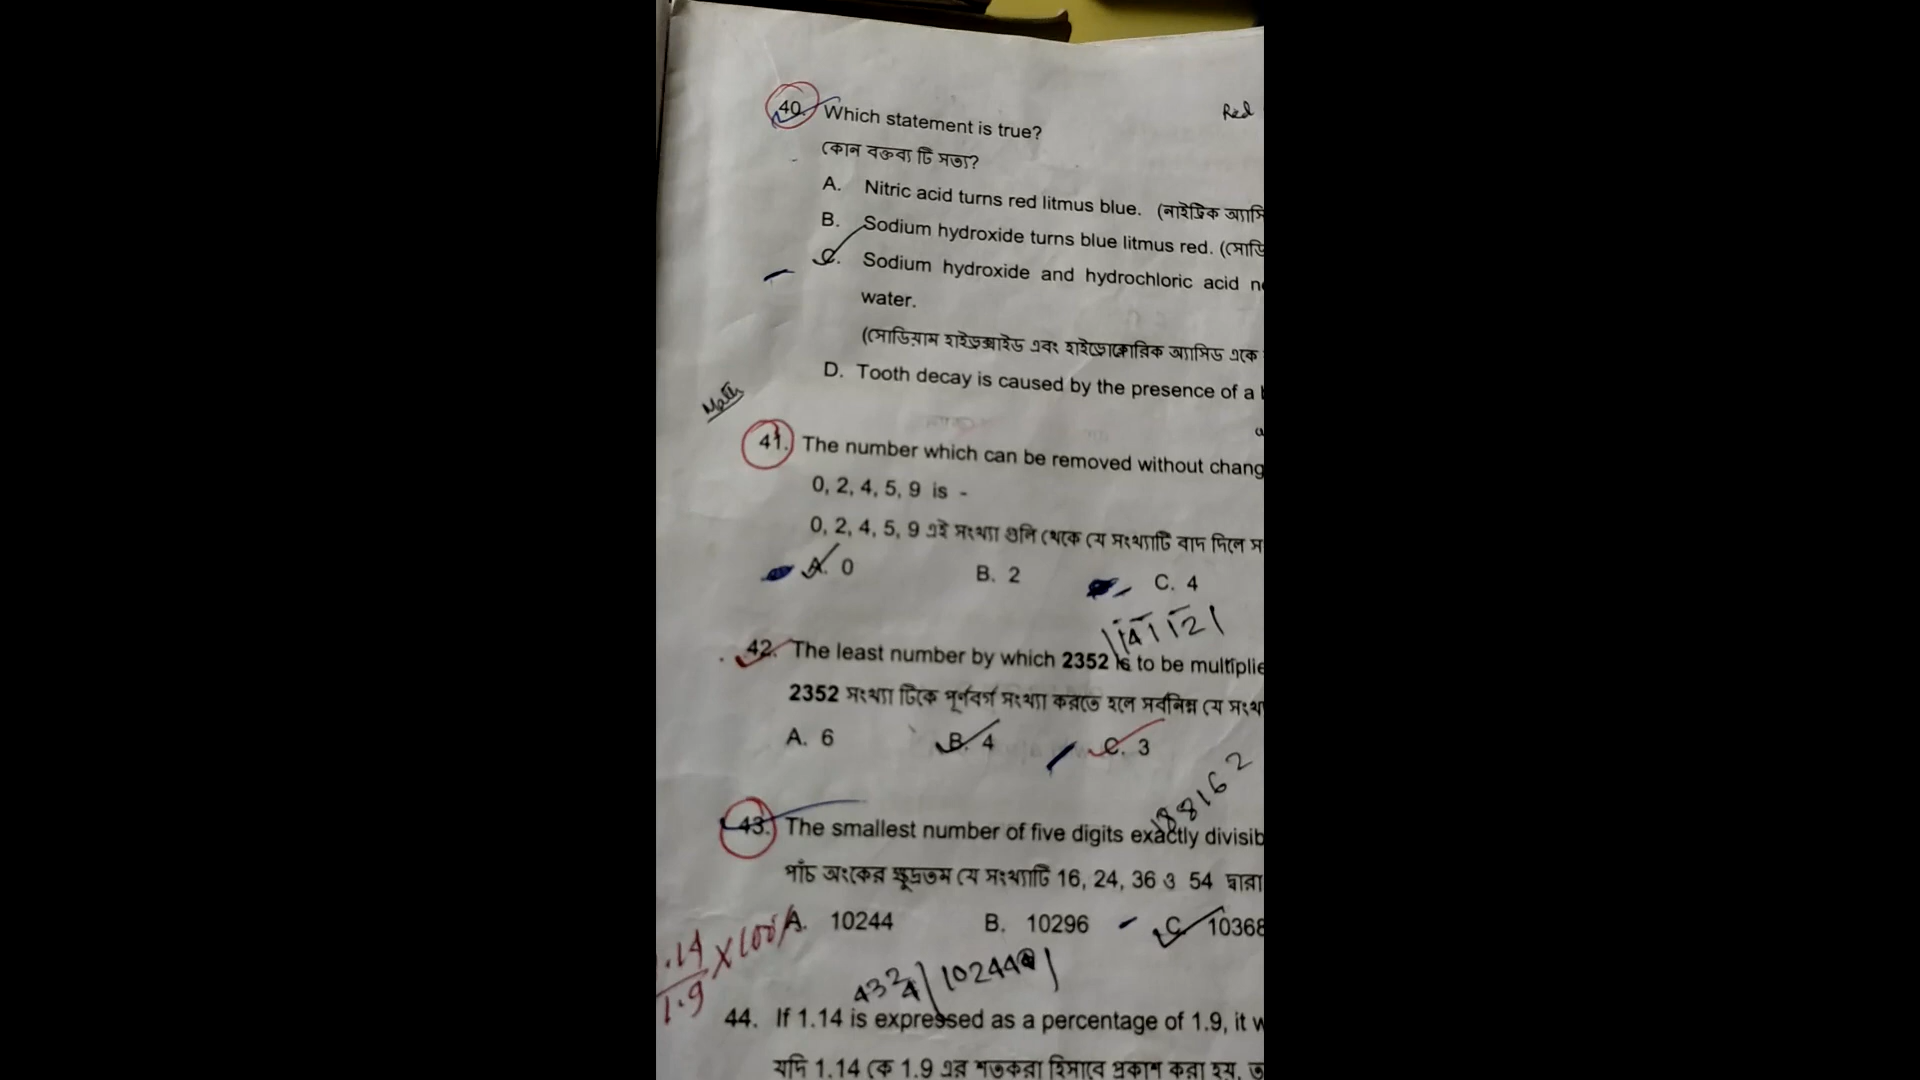 Red
40. Which statement is true?
কোন বক্তব্য টি সত্য?
A. Nitric acid turns red litmus blue. (নাইট্রিক অ্যাসি
B. Sodium hydroxide turns blue litmus red. (সোডি
C. Sodium hydroxide and hydrochloric acid ne
water.
(সোডিয়াম হাইড্রক্সাইড এবং হাইড্রোক্লোরিক অ্যাসিড একে
D. Tooth decay is caused by the presence of a
Math
41. The number which can be removed without chang
0, 2, 4, 5, 9 is -
0, 2, 4, 5, 9 এই সংখ্যা গুলি থেকে যে সংখ্যাটি বাদ দিলে স
A. 0 B. 2 C. 4
42. The least number by which 2352 is to be multiplie
2352 সংখ্যা টিকে পূর্নবর্গ সংখ্যা করতে হলে সর্বনিম্ন যে সংখ্যা
A. 6 B. 4 C. 3
43. The smallest number of five digits exactly divisib
পাঁচ অংকের ক্ষুদ্রতম যে সংখ্যাটি 16, 24, 36 ও 54 দ্বারা
A. 10244 B. 10296 C. 10368
1.9
44. If 1.14 is expressed as a percentage of 1.9, it w
যদি 1.14 কে 1.9 এর শতকরা হিসাবে প্রকাশ করা হয়, ত